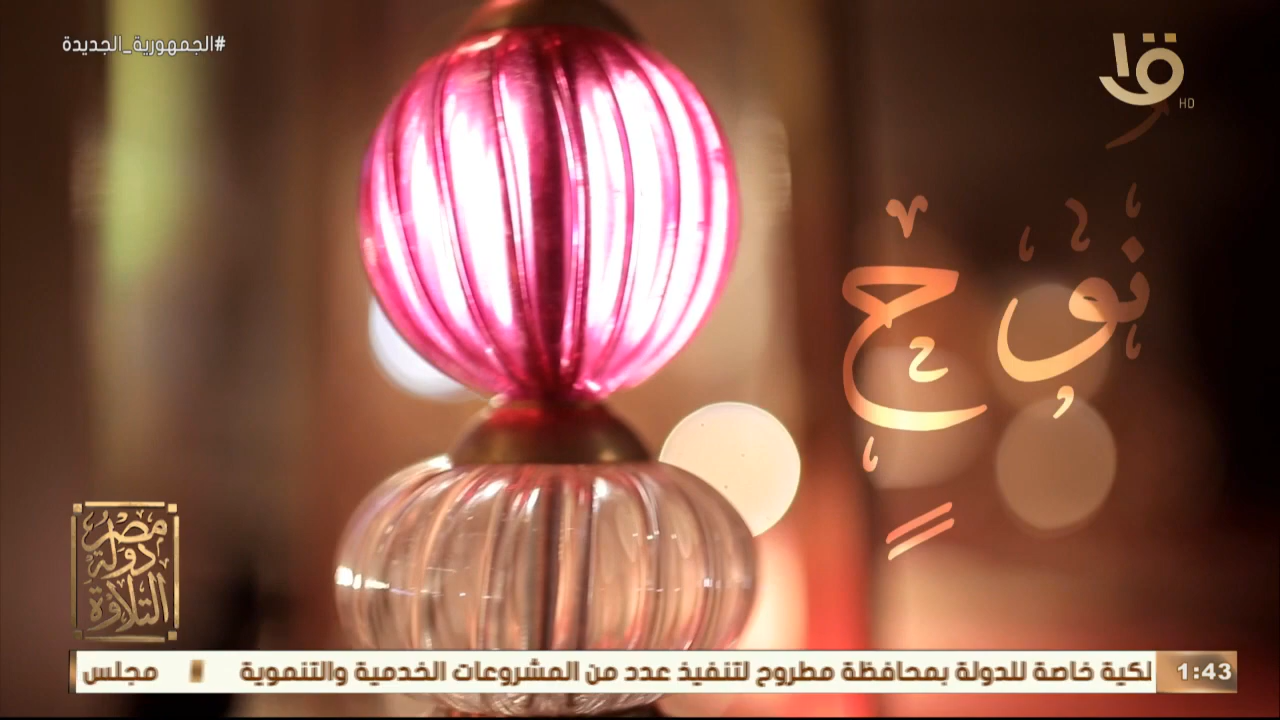 #الجمهورية_الجديدة
HD
نوح
مصر
دولة
التلاوة
1:43 لكية خاصة للدولة بمحافظة مطروح لتنفيذ عدد من المشروعات الخدمية والتنموية مجلس